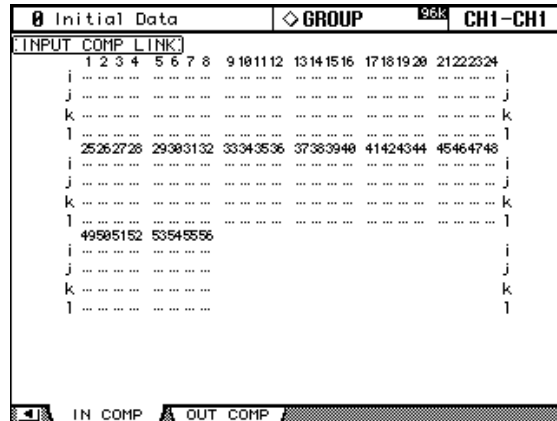 0 Initial Data ◇GROUP 96k CH1-CH1
INPUT COMP LINK
1 2 3 4 5 6 7 8 9 10 11 12 13 14 15 16 17 18 19 20 21 22 23 24
i i
j j
k k
l l
25 26 27 28 29 30 31 32 33 34 35 36 37 38 39 40 41 42 43 44 45 46 47 48
i i
j j
k k
l l
49 50 51 52 53 54 55 56
i i
j j
k k
l l
IN COMP OUT COMP